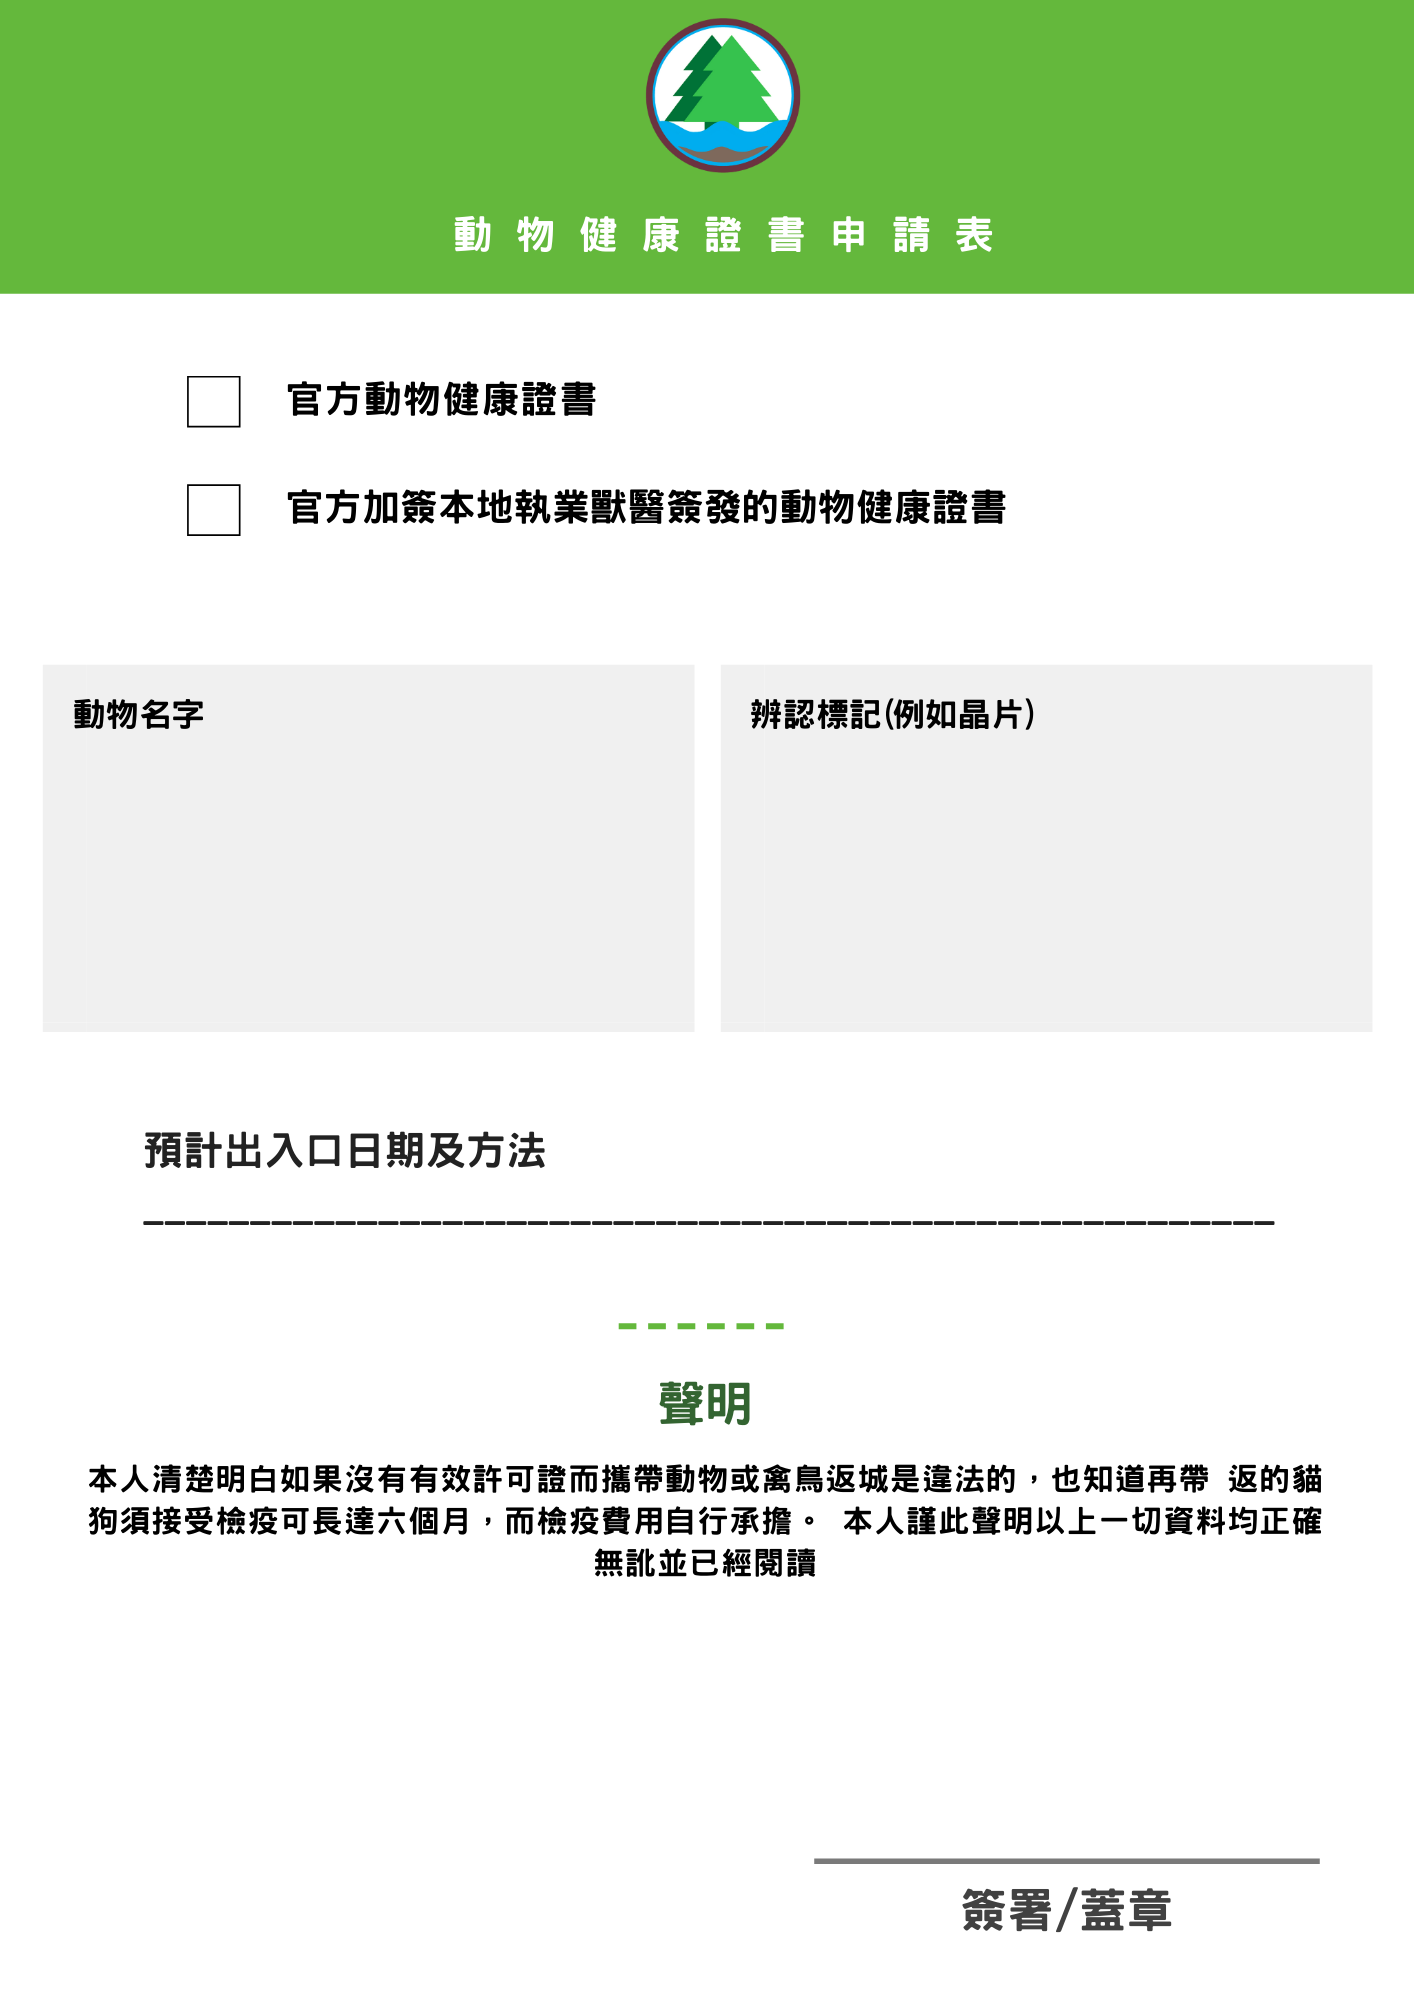 動物健康證書申請表
官方動物健康證書
官方加簽本地執業獸醫簽發的動物健康證書
動物名字
辨認標記(例如晶片)
預計出入口日期及方法
聲明
本人清楚明白如果沒有有效許可證而攜帶動物或禽鳥返城是違法的，也知道再帶 返的貓
狗須接受檢疫可長達六個月，而檢疫費用自行承擔。 本人謹此聲明以上一切資料均正確
無訛並已經閱讀
簽署/蓋章